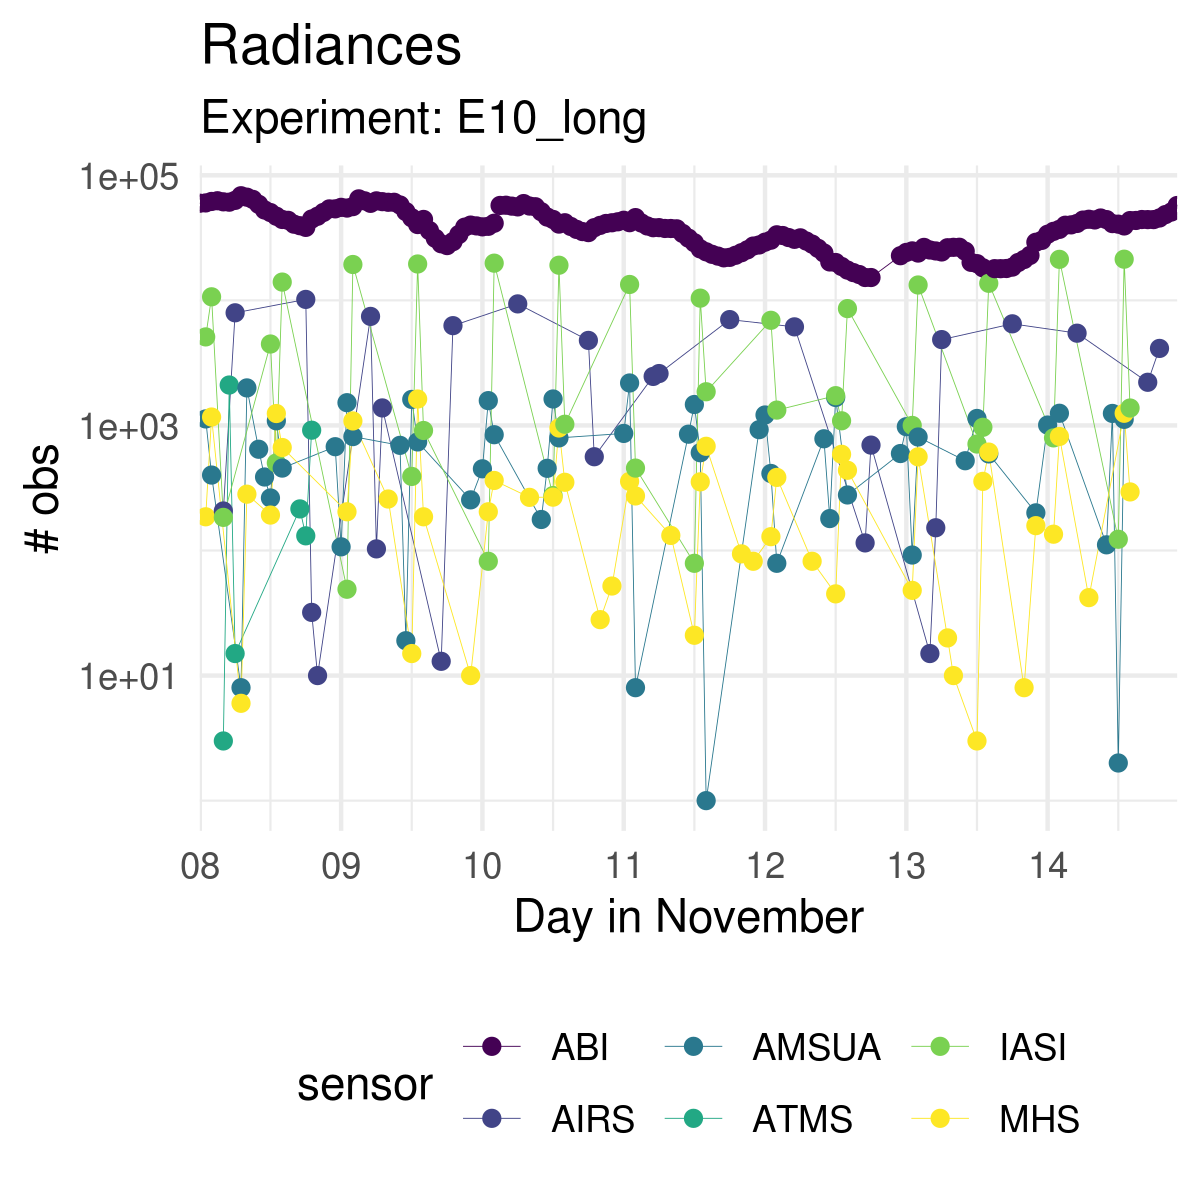 Radiances
Experiment: E10_long
1e+05
1e+03
1e+01
# obs
08 09 10 11 12 13 14
Day in November
sensor
ABI AMSUA IASI
AIRS ATMS MHS